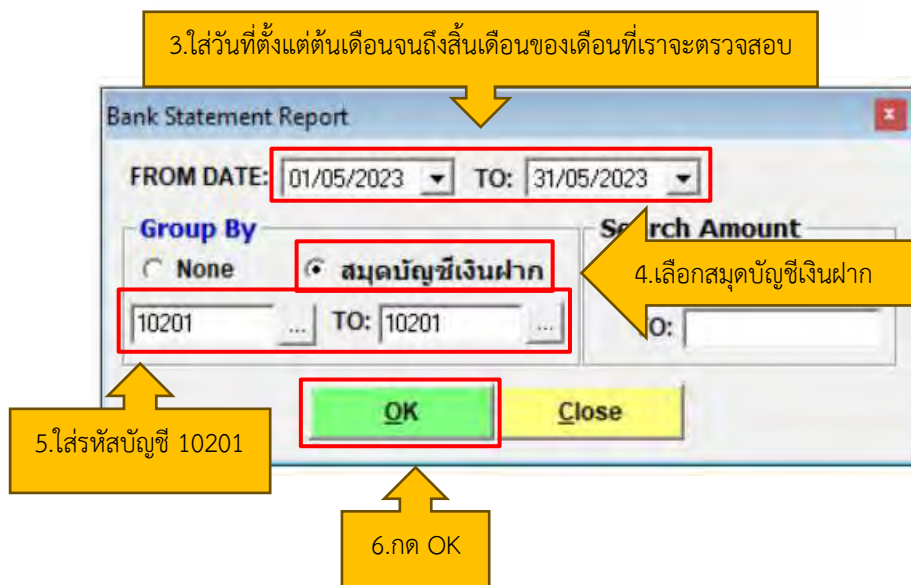 3.ใส่วันที่ตั้งแต่ต้นเดือนจนถึงสิ้นเดือนของเดือนที่เราจะตรวจสอบ
Bank Statement Report
FROM DATE: 01/05/2023 TO: 31/05/2023
Group By
None สมุดบัญชีเงินฝาก
10201 ... TO: 10201 ...
Amount
4.เลือกสมุดบัญชีเงินฝาก
OK Close
5.ใส่รหัสบัญชี 10201
6.กด OK